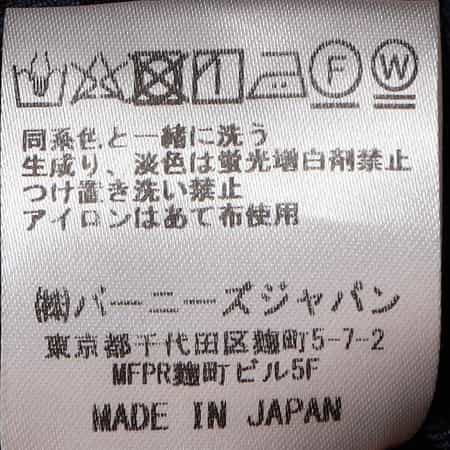 F W
同系色と一緒に洗う
生成り、淡色は蛍光増白剤禁止
つけ置き洗い禁止
アイロンはあて布使用
㈱バーニーズジャパン
東京都千代田区麹町5-7-2
MFPR麹町ビル5F
MADE IN JAPAN